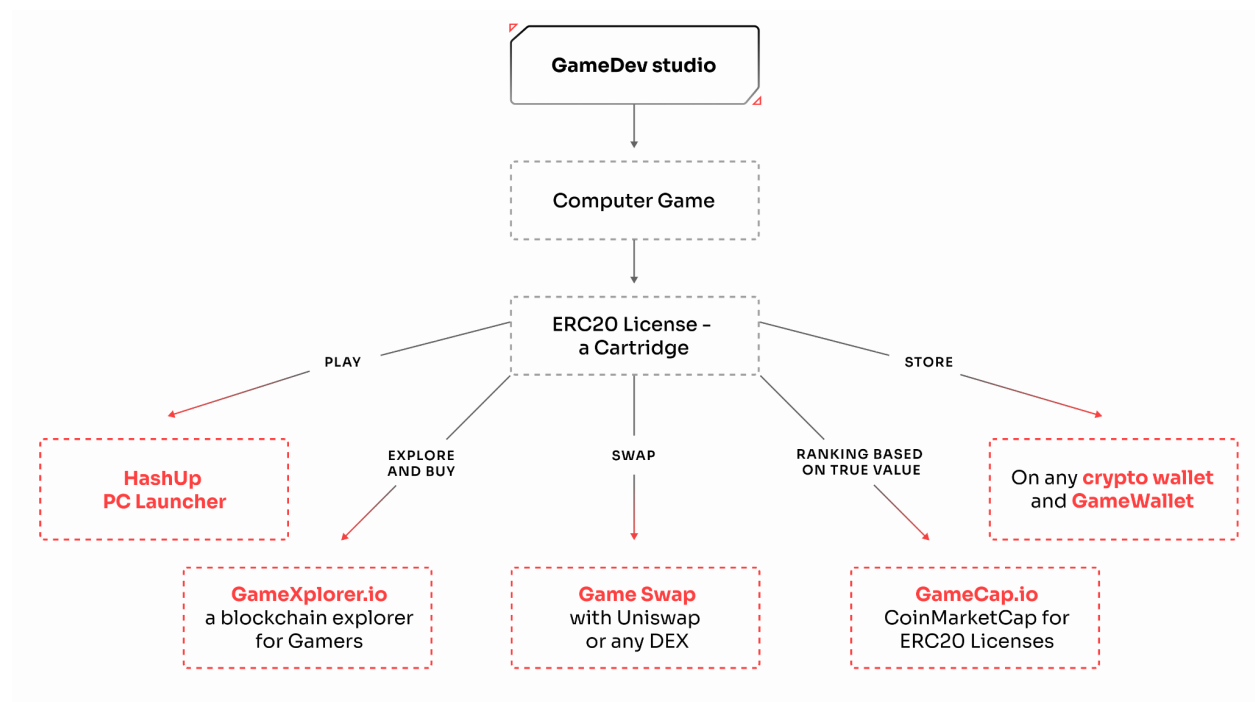 GameDev studio
Computer Game
ERC20 License -
a Cartridge
PLAY
STORE
EXPLORE
AND BUY
SWAP
RANKING BASED
ON TRUE VALUE
HashUp
PC Launcher
On any crypto wallet
and GameWallet
GameXplorer.io
a blockchain explorer
for Gamers
Game Swap
with Uniswap
or any DEX
GameCap.io
CoinMarketCap for
ERC20 Licenses